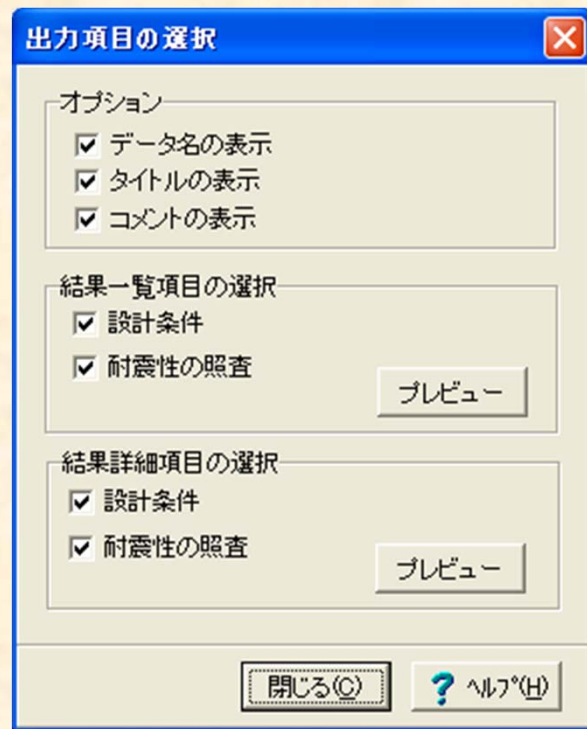 出力項目の選択
オプション
データ名の表示
タイトルの表示
コメントの表示
結果一覧項目の選択
設計条件
耐震性の照査
プレビュー
結果詳細項目の選択
設計条件
耐震性の照査
プレビュー
閉じる(C)
? ﾍﾙﾌﾟ(H)